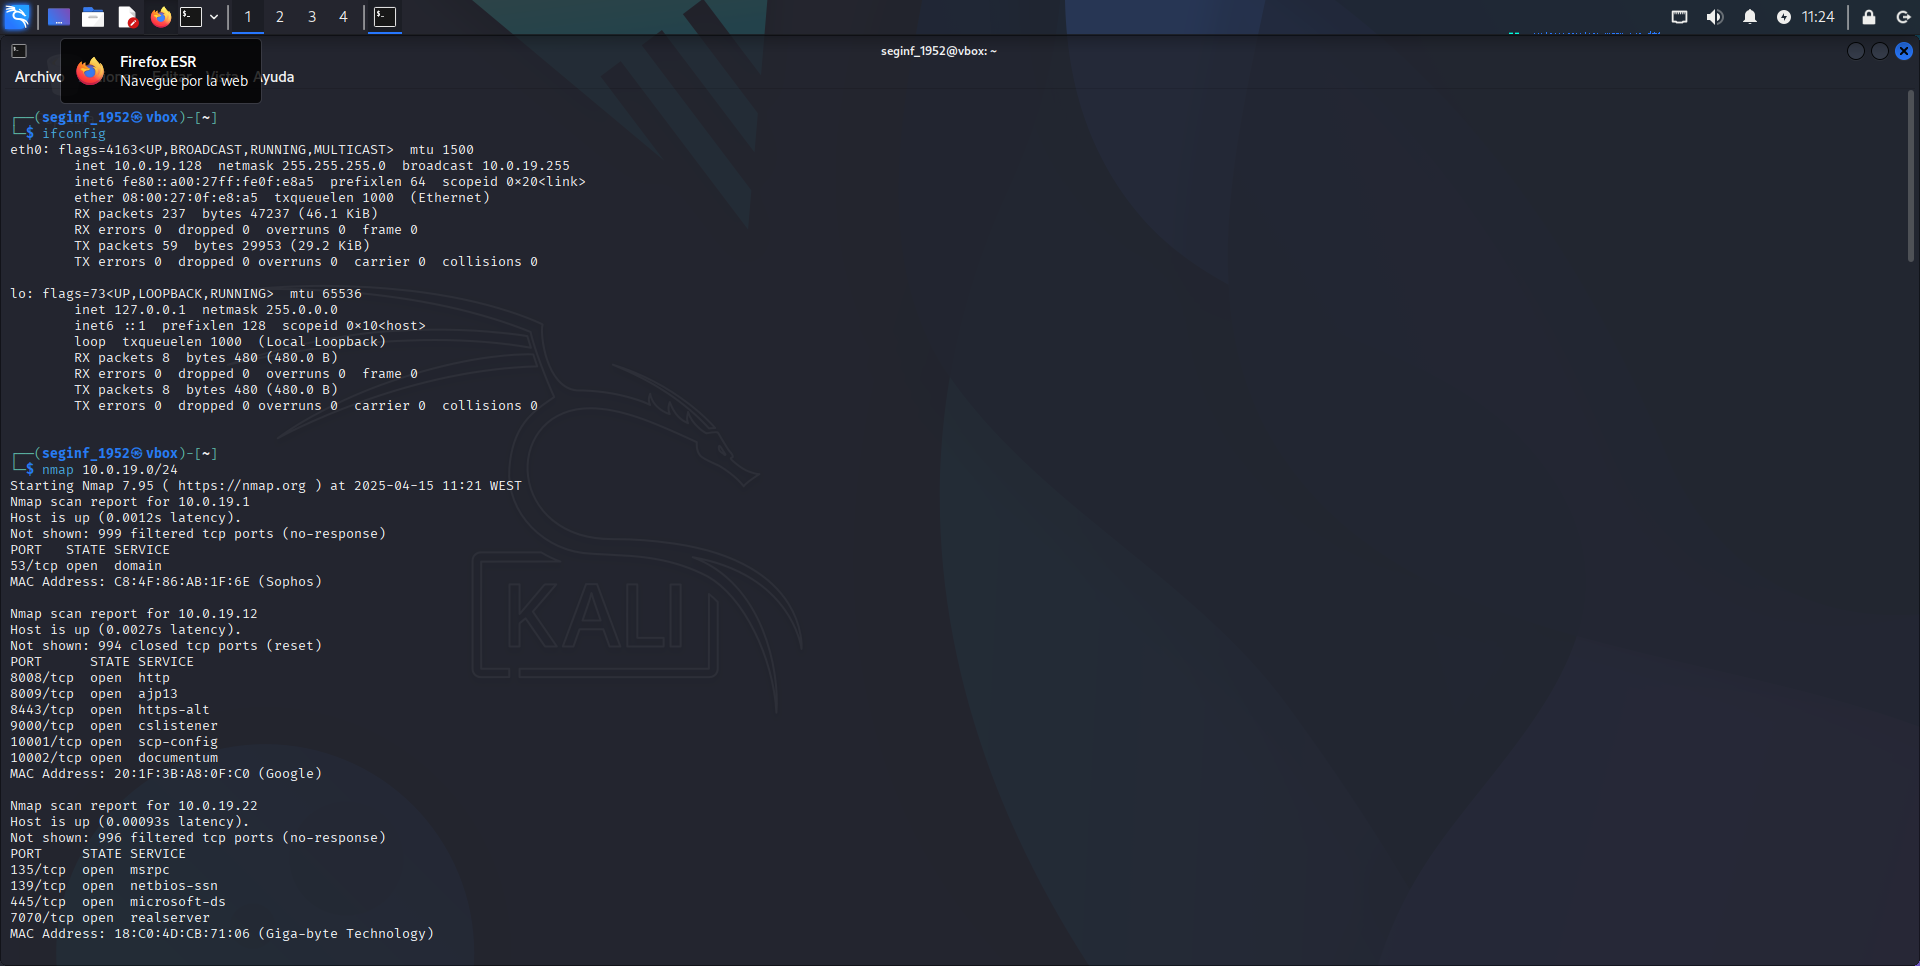 1 2 3 4
11:24
seginf_1952@vbox: ~
Archivo Ayuda
Firefox ESR
Navegue por la web
┌──(seginf_1952㉿vbox)-[~]
└─$ ifconfig
eth0: flags=4163<UP,BROADCAST,RUNNING,MULTICAST>  mtu 1500
        inet 10.0.19.128  netmask 255.255.255.0  broadcast 10.0.19.255
        inet6 fe80::a00:27ff:fe0f:e8a5  prefixlen 64  scopeid 0×20<link>
        ether 08:00:27:0f:e8:a5  txqueuelen 1000  (Ethernet)
        RX packets 237  bytes 47237 (46.1 KiB)
        RX errors 0  dropped 0  overruns 0  frame 0
        TX packets 59  bytes 29953 (29.2 KiB)
        TX errors 0  dropped 0 overruns 0  carrier 0  collisions 0
lo: flags=73<UP,LOOPBACK,RUNNING>  mtu 65536
        inet 127.0.0.1  netmask 255.0.0.0
        inet6 ::1  prefixlen 128  scopeid 0×10<host>
        loop  txqueuelen 1000  (Local Loopback)
        RX packets 8  bytes 480 (480.0 B)
        RX errors 0  dropped 0  overruns 0  frame 0
        TX packets 8  bytes 480 (480.0 B)
        TX errors 0  dropped 0 overruns 0  carrier 0  collisions 0
┌──(seginf_1952㉿vbox)-[~]
└─$ nmap 10.0.19.0/24
Starting Nmap 7.95 ( https://nmap.org ) at 2025-04-15 11:21 WEST
Nmap scan report for 10.0.19.1
Host is up (0.0012s latency).
Not shown: 999 filtered tcp ports (no-response)
PORT   STATE SERVICE
53/tcp open  domain
MAC Address: C8:4F:86:AB:1F:6E (Sophos)
Nmap scan report for 10.0.19.12
Host is up (0.0027s latency).
Not shown: 994 closed tcp ports (reset)
PORT      STATE SERVICE
8008/tcp  open  http
8009/tcp  open  ajp13
8443/tcp  open  https-alt
9000/tcp  open  cslistener
10001/tcp open  scp-config
10002/tcp open  documentum
MAC Address: 20:1F:3B:A8:0F:C0 (Google)
Nmap scan report for 10.0.19.22
Host is up (0.00093s latency).
Not shown: 996 filtered tcp ports (no-response)
PORT     STATE SERVICE
135/tcp  open  msrpc
139/tcp  open  netbios-ssn
445/tcp  open  microsoft-ds
7070/tcp open  realserver
MAC Address: 18:C0:4D:CB:71:06 (Giga-byte Technology)
KALI